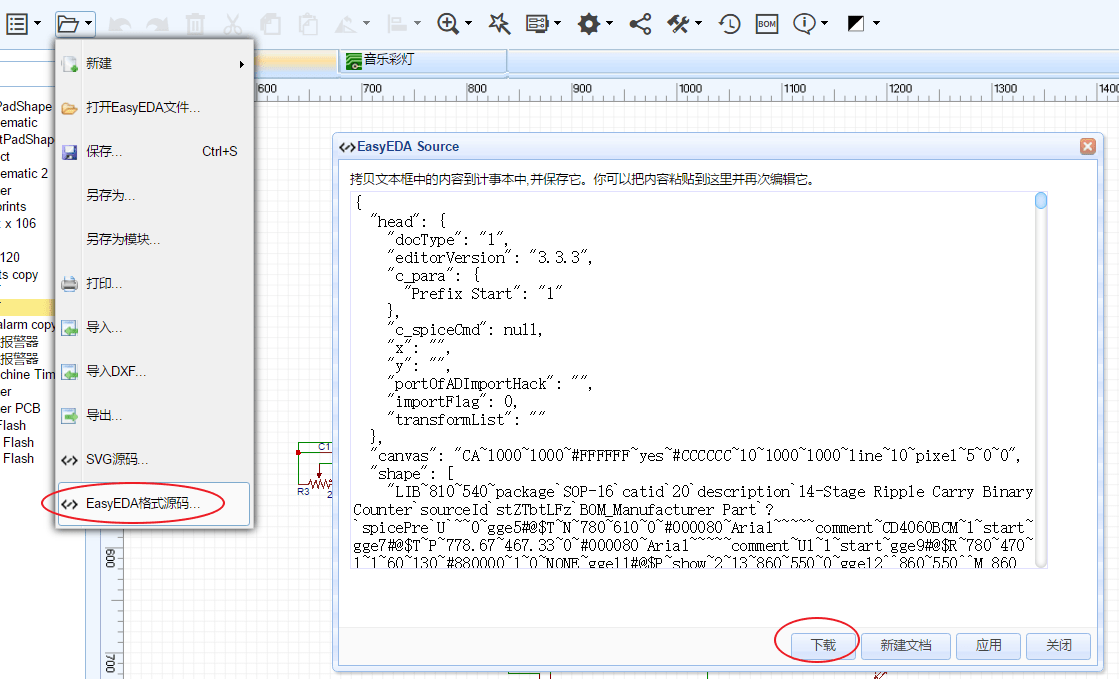 BOM
音乐彩灯
600 700 800 900 1000 1100 1200 1300 1400
PadShape
ematic
tPadShap
ct
ematic 2
er
prints
x 106
120
ts copy
alarm copy
报警器
报警器
chine Tim
er
er PCB
Flash
Flash
Flash
新建
打开EasyEDA文件...
保存... Ctrl+S
另存为...
另存为模块...
打印...
导入...
导入DXF...
导出...
SVG源码...
EasyEDA格式源码...
600
700
C1
R3
2
EasyEDA Source
拷贝文本框中的内容到计事本中,并保存它。你可以把内容粘贴到这里并再次编辑它。
{
"head": {
"docType": "1",
"editorVersion": "3.3.3",
"c_para": {
"Prefix Start": "1"
},
"c_spiceCmd": null,
"x": "",
"y": "",
"portOfADImportHack": "",
"importFlag": 0,
"transformList": ""
},
"canvas": "CA~1000~1000~#FFFFFF~yes~#CCCCCC~10~1000~1000~line~10~pixel~5~0~0",
"shape": [
"LIB~810~540~package`SOP-16`catid`20`description`14-Stage Ripple Carry Binary
Counter`sourceId`stZTbtLFz`BOM_Manufacturer Part`?
`spicePre`U```~0~gge5#@$T~N~780~610~0~#000080~Arial~~~~~comment~CD4060BCM~1~start~
gge7#@$T~P~778.67~467.33~0~#000080~Arial~~~~~comment~U1~1~start~gge9#@$R~780~470~
1~1~60~130~#880000~1~0~NONE~gge11#@$P~show~2~13~860~550~0~gge12^^860~550^^M 860
下载 新建文档 应用 关闭